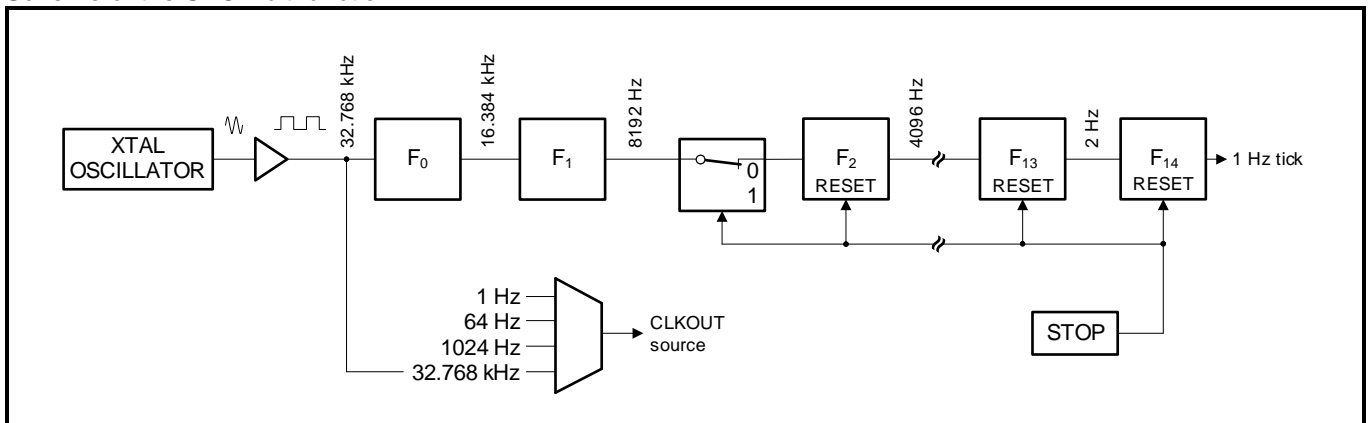 32.768 kHz
16.384 kHz
8192 Hz
4096 Hz
2 Hz
XTAL
OSCILLATOR
F0
F1
0
1
F2
RESET
F13
RESET
F14
RESET
1 Hz tick
STOP
1 Hz
64 Hz
1024 Hz
32.768 kHz
CLKOUT
source